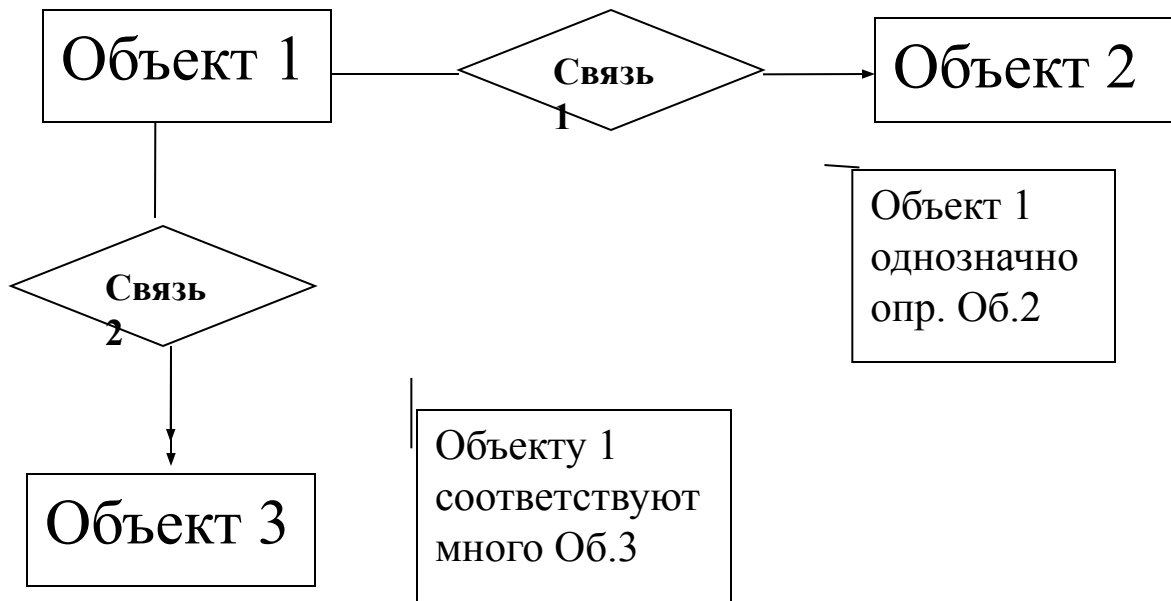 Объект 1
Связь
1
Объект 2
Объект 1
однозначно
опр. Об.2
Связь
2
Объекту 1
соответствуют
много Об.3
Объект 3